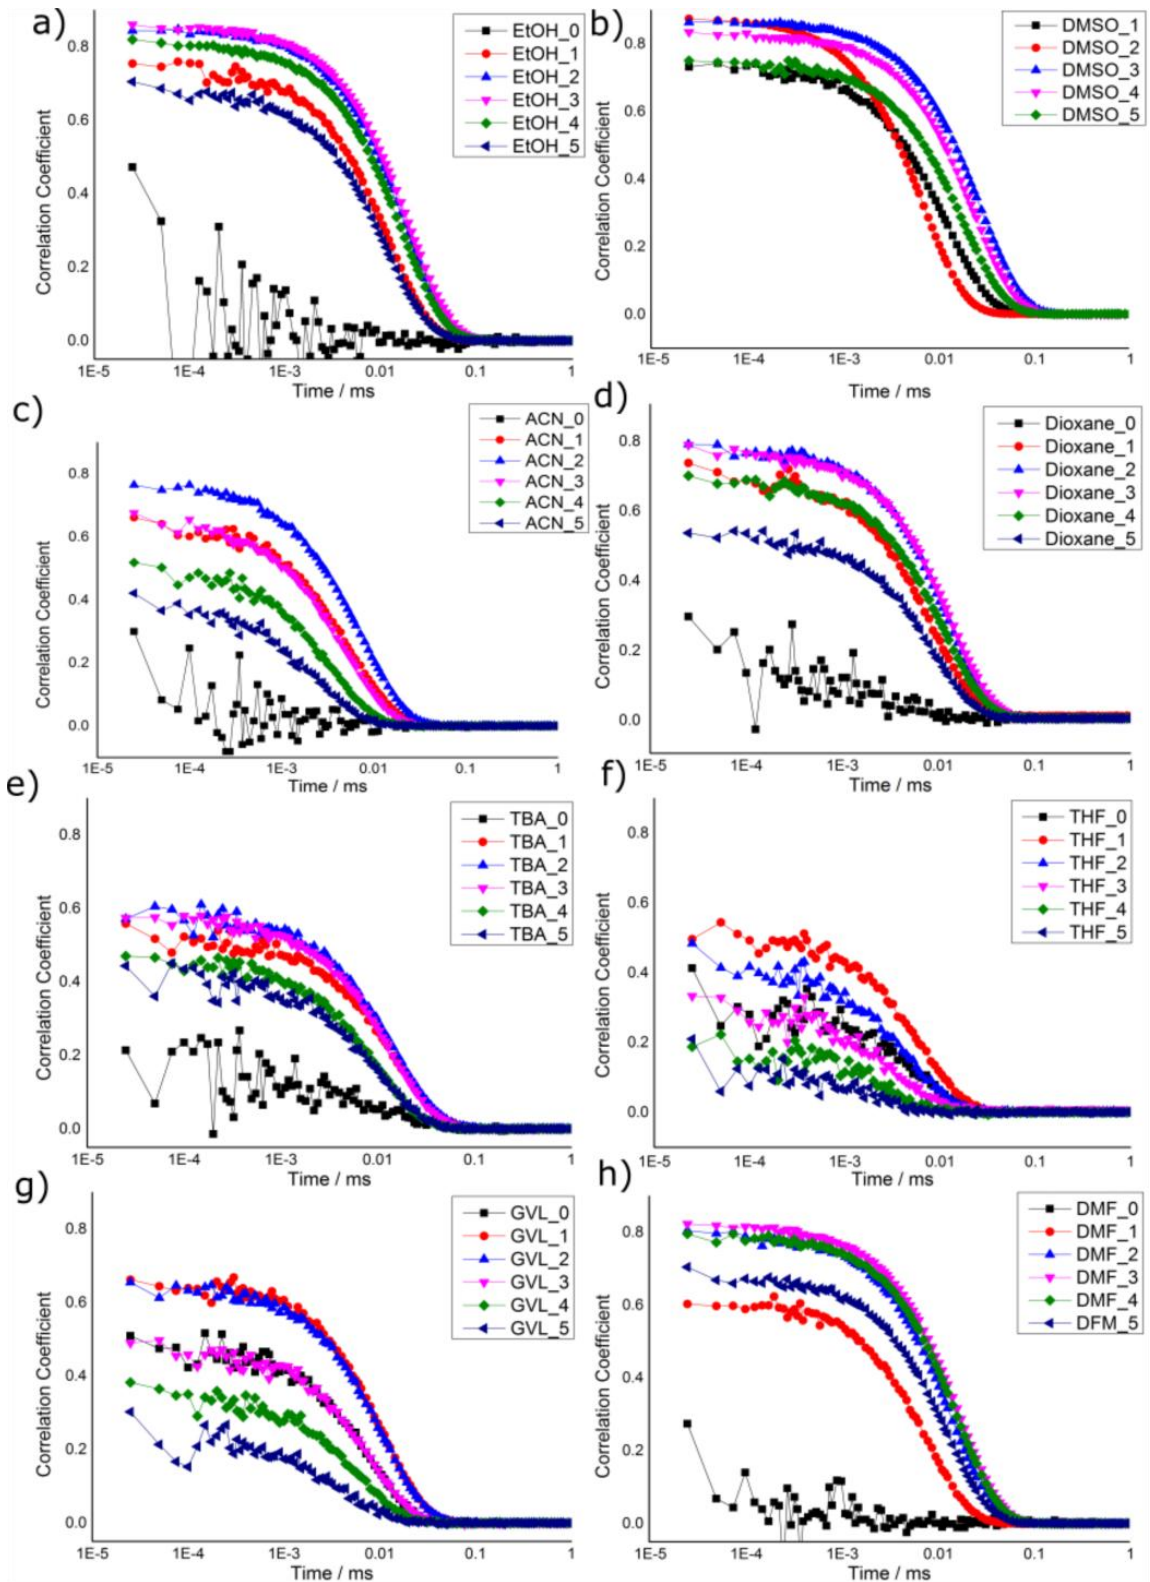 a)
0.8
0.6
0.4
0.2
0.0
Correlation Coefficient
1E-5 1E-4 1E-3 0.01 0.1 1
Time / ms
EtOH_0
EtOH_1
EtOH_2
EtOH_3
EtOH_4
EtOH_5
b)
0.8
0.6
0.4
0.2
0.0
Correlation Coefficient
1E-5 1E-4 1E-3 0.01 0.1 1
Time / ms
DMSO_1
DMSO_2
DMSO_3
DMSO_4
DMSO_5
c)
0.8
0.6
0.4
0.2
0.0
Correlation Coefficient
1E-5 1E-4 1E-3 0.01 0.1 1
Time / ms
ACN_0
ACN_1
ACN_2
ACN_3
ACN_4
ACN_5
d)
0.8
0.6
0.4
0.2
0.0
Correlation Coefficient
1E-5 1E-4 1E-3 0.01 0.1 1
Time / ms
Dioxane_0
Dioxane_1
Dioxane_2
Dioxane_3
Dioxane_4
Dioxane_5
e)
0.8
0.6
0.4
0.2
0.0
Correlation Coefficient
1E-5 1E-4 1E-3 0.01 0.1 1
Time / ms
TBA_0
TBA_1
TBA_2
TBA_3
TBA_4
TBA_5
f)
0.8
0.6
0.4
0.2
0.0
Correlation Coefficient
1E-5 1E-4 1E-3 0.01 0.1 1
Time / ms
THF_0
THF_1
THF_2
THF_3
THF_4
THF_5
g)
0.8
0.6
0.4
0.2
0.0
Correlation Coefficient
1E-5 1E-4 1E-3 0.01 0.1 1
Time / ms
GVL_0
GVL_1
GVL_2
GVL_3
GVL_4
GVL_5
h)
0.8
0.6
0.4
0.2
0.0
Correlation Coefficient
1E-5 1E-4 1E-3 0.01 0.1 1
Time / ms
DMF_0
DMF_1
DMF_2
DMF_3
DMF_4
DFM_5